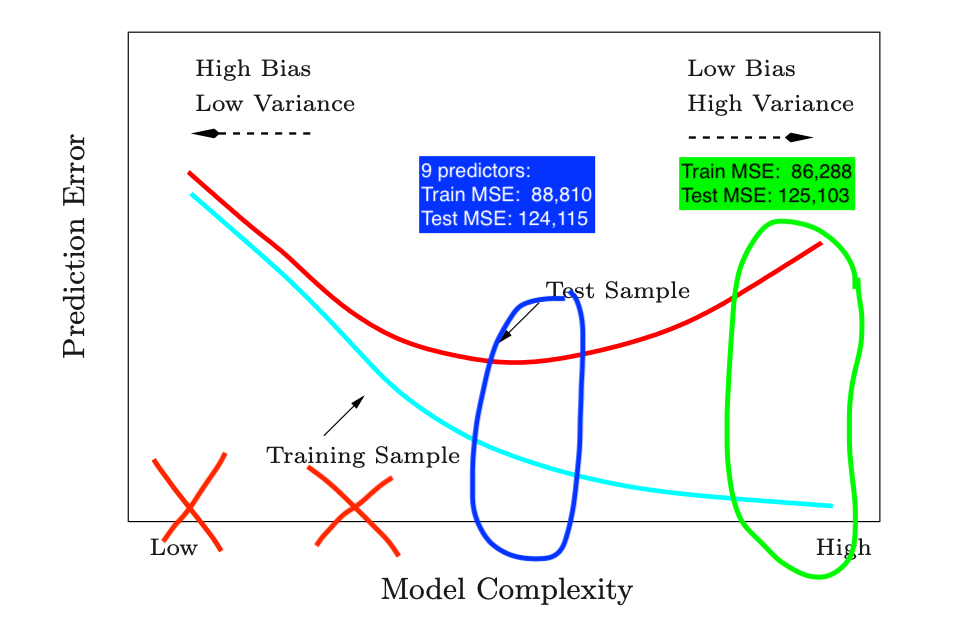 High Bias
Low Variance
Low Bias
High Variance
9 predictors:
Train MSE: 88,810
Test MSE: 124,115
Train MSE: 86,288
Test MSE: 125,103
Prediction Error
Test Sample
Training Sample
Low
High
Model Complexity